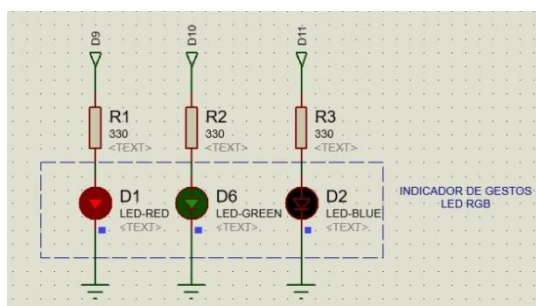 D9
D10
D11
R1
330
<TEXT>
R2
330
<TEXT>
R3
330
<TEXT>
D1
LED-RED
<TEXT>
D6
LED-GREEN
<TEXT>
D2
LED-BLUE
<TEXT>
INDICADOR DE GESTOS
LED RGB